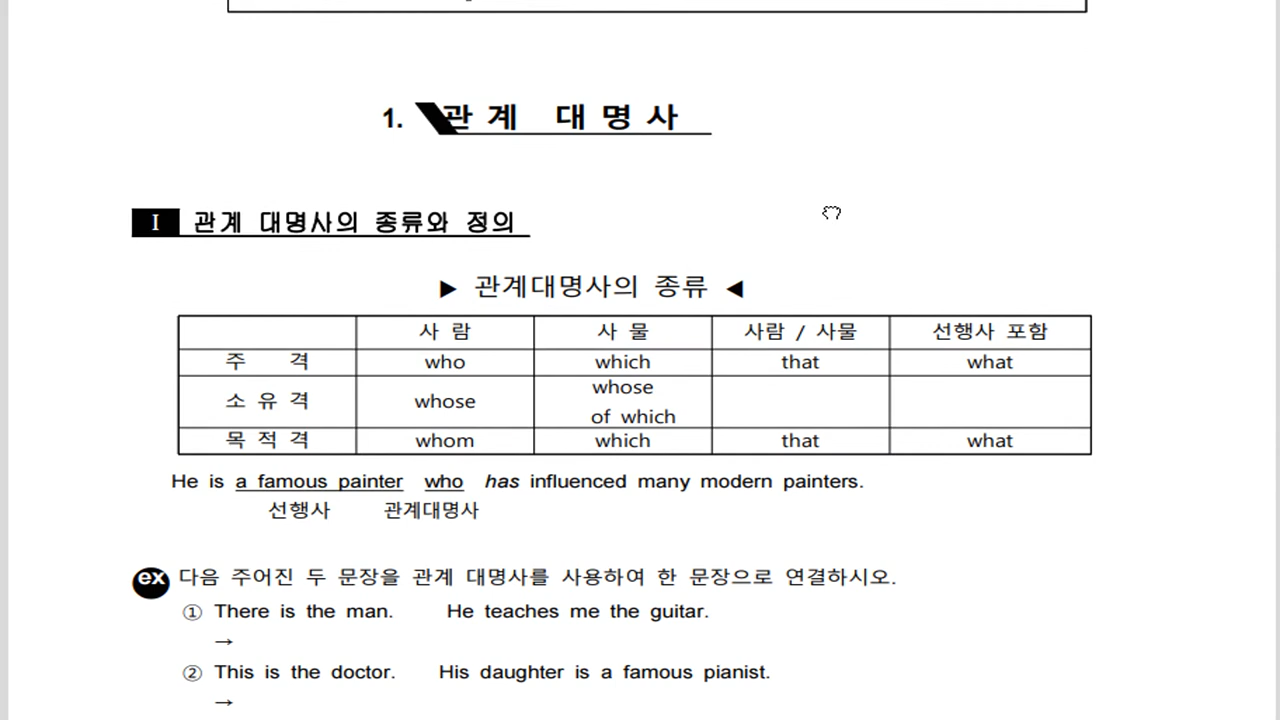 1. 관 계 대 명 사
I 관계 대명사의 종류와 정의
▶ 관계대명사의 종류 ◀
사 람 사 물 사람 / 사물 선행사 포함
주 격 who which that what
소 유 격 whose whose of which
목 적 격 whom which that what
He is a famous painter who has influenced many modern painters.
선행사 관계대명사
ex 다음 주어진 두 문장을 관계 대명사를 사용하여 한 문장으로 연결하시오.
① There is the man. He teaches me the guitar.
→
② This is the doctor. His daughter is a famous pianist.
→